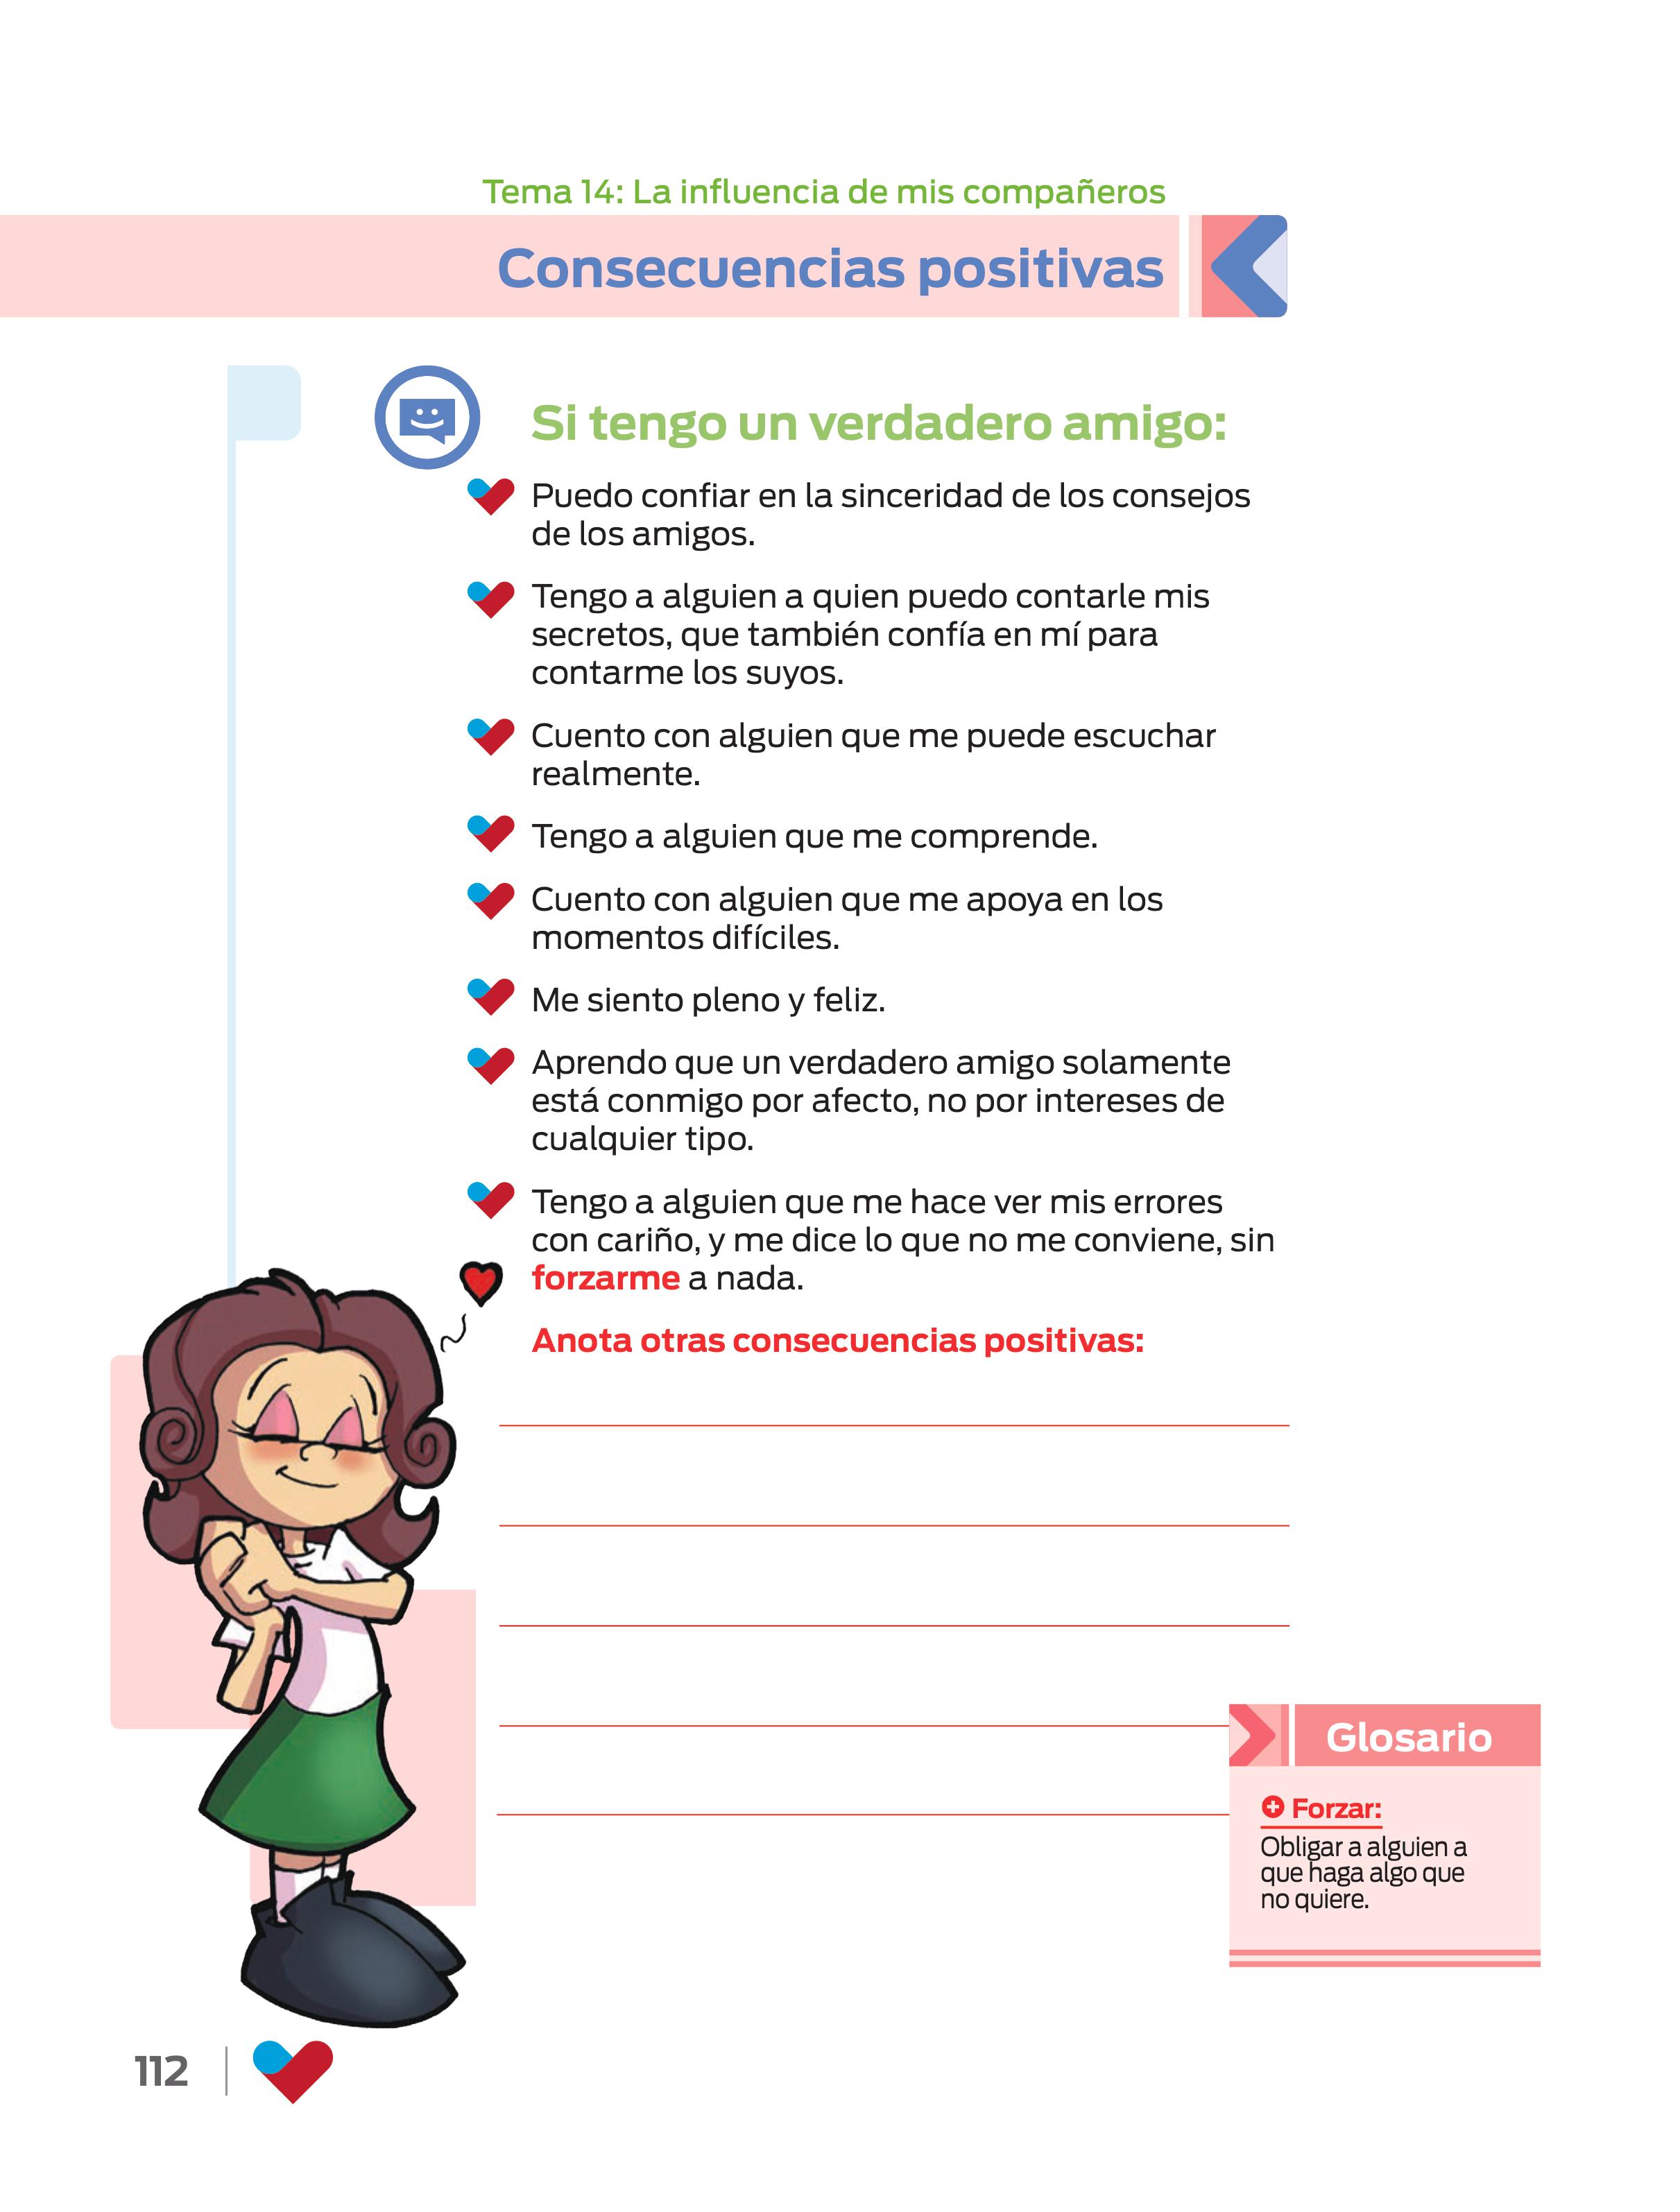 Tema 14: La influencia de mis compañeros
Consecuencias positivas
Si tengo un verdadero amigo:
Puedo confiar en la sinceridad de los consejos
de los amigos.
Tengo a alguien a quien puedo contarle mis
secretos, que también confía en mí para
contarme los suyos.
Cuento con alguien que me puede escuchar
realmente.
Tengo a alguien que me comprende.
Cuento con alguien que me apoya en los
momentos difíciles.
Me siento pleno y feliz.
Aprendo que un verdadero amigo solamente
está conmigo por afecto, no por intereses de
cualquier tipo.
Tengo a alguien que me hace ver mis errores
con cariño, y me dice lo que no me conviene, sin
forzarme a nada.
Anota otras consecuencias positivas:
Glosario
Forzar:
Obligar a alguien a
que haga algo que
no quiere.
112